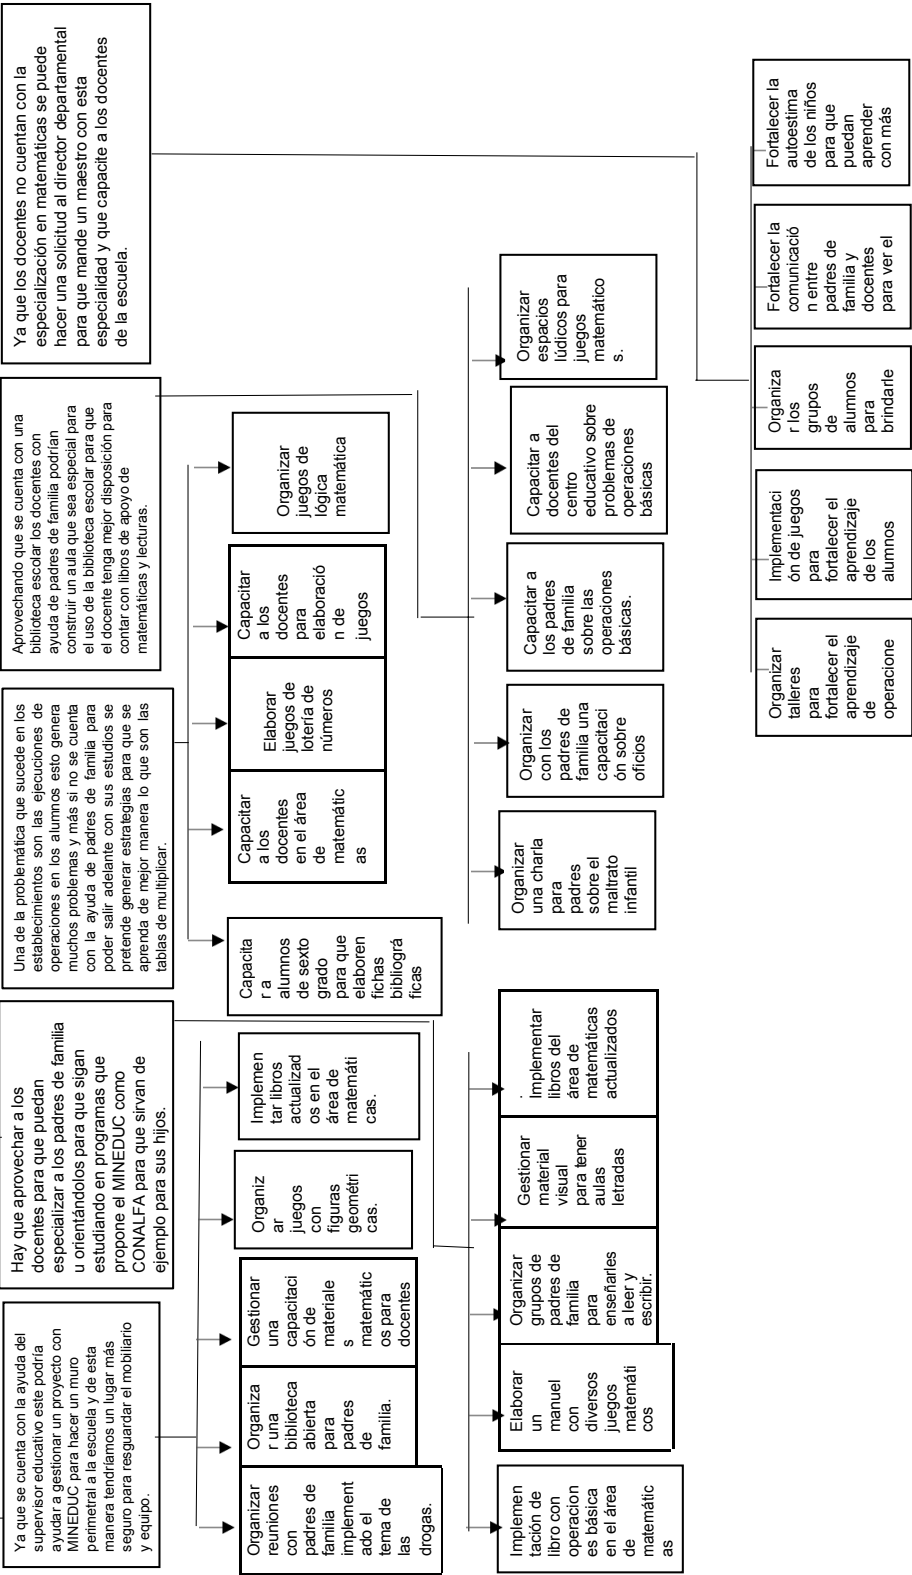 Ya que se cuenta con la ayuda del
supervisor educativo este podría
ayudar a gestionar un proyecto con
MINEDUC para hacer un muro
perimetral a la escuela y de esta
manera tendríamos un lugar más
seguro para resguardar el mobiliario
y equipo.
Hay que aprovechar a los
docentes para que puedan
especializar a los padres de familia
u orientándolos para que sigan
estudiando en programas que
propone el MINEDUC como
CONALFA para que sirvan de
ejemplo para sus hijos.
Una de la problemática que sucede en los
establecimientos son las ejecuciones de
operaciones en los alumnos esto genera
muchos problemas y más si no se cuenta
con la ayuda de padres de familia para
poder salir adelante con sus estudios se
pretende generar estrategias para que se
aprenda de mejor manera lo que son las
tablas de multiplicar.
Aprovechando que se cuenta con una
biblioteca escolar los docentes con
ayuda de padres de familia podrían
construir un aula que sea especial para
el uso de la biblioteca escolar para que
el docente tenga mejor disposición para
contar con libros de apoyo de
matemáticas y lecturas.
Ya que los docentes no cuentan con la
especialización en matemáticas se puede
hacer una solicitud al director departamental
para que mande un maestro con esta
especialidad y que capacite a los docentes
de la escuela.
Organizar
reuniones
con
padres de
familia
implement
ado el
tema de
las
drogas.
Organiza
r una
biblioteca
abierta
para
padres
de
familia.
Gestionar
una
capacitaci
ón de
materiale
s
matemátic
os para
docentes
Organiz
ar
juegos
con
figuras
geométri
cas.
Implemen
tar libros
actualizad
os en el
área de
matemáti
cas.
Capacita
r a
alumnos
de sexto
grado
para que
elaboren
fichas
bibliográ
ficas
Capacitar
a los
docentes
en el área
de
matemátic
as
Elaborar
juegos de
lotería de
números
Capacitar
a los
docentes
para
elaboració
n de
juegos
Organizar
juegos de
lógica
matemática
Implemen
tación de
libro con
operacion
es básica
en el área
de
matemátic
as
Elaborar
un
manuel
con
diversos
juegos
matemáti
cos
Organizar
grupos de
padres de
familia
para
enseñarles
a leer y
escribir.
Gestionar
material
visual
para tener
aulas
letradas
.
Implementar
libros del
área de
matemáticas
actualizados
Organizar
una charla
para
padres
sobre el
maltrato
infantil
Organizar
con los
padres de
familia una
capacitaci
ón sobre
oficios
Capacitar a
los padres
de familia
sobre las
operaciones
básicas.
Capacitar a
docentes del
centro
educativo sobre
problemas de
operaciones
básicas
Organizar
espacios
lúdicos para
juegos
matemático
s.
Organizar
talleres
para
fortalecer el
aprendizaje
de
operacione
Implementaci
ón de juegos
para
fortalecer el
aprendizaje
de los
alumnos
Organiza
r los
grupos
de
alumnos
para
brindarle
Fortalecer la
comunicació
n entre
padres de
familia y
docentes
para ver el
Fortalecer la
autoestima
de los niños
para que
puedan
aprender
con más